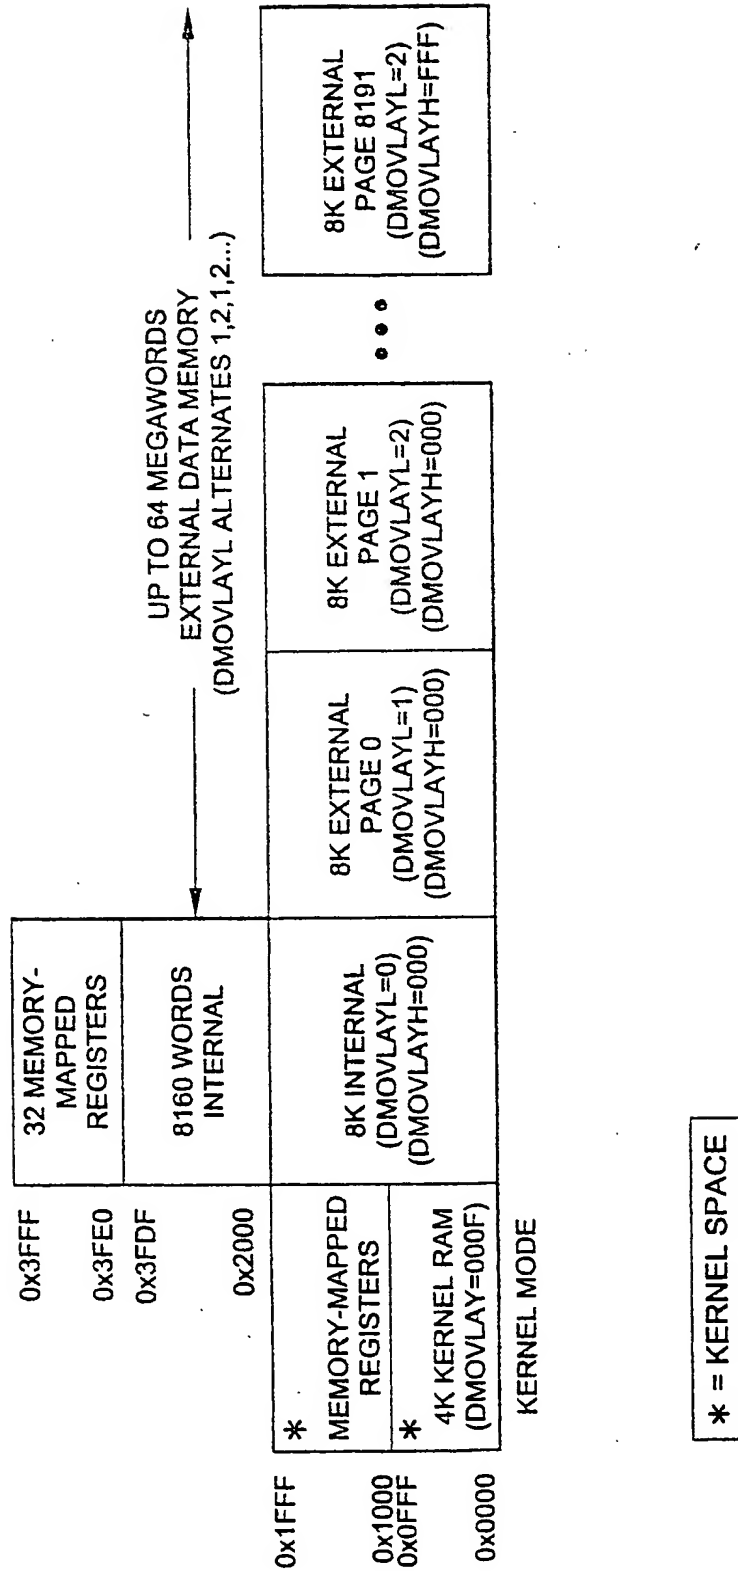 UP TO 64 MEGAWORDS
EXTERNAL DATA MEMORY
(DMOVLAYL ALTERNATES 1,2,1,2...)
0x3FFF
32 MEMORY-
MAPPED
REGISTERS
0x3FE0
0x3FDF
8160 WORDS
INTERNAL
0x2000
0x1FFF
*
MEMORY-MAPPED
REGISTERS
0x1000
0x0FFF
*
4K KERNEL RAM
(DMOVLAY=000F)
0x0000
KERNEL MODE
8K INTERNAL
(DMOVLAYL=0)
(DMOVLAYH=000)
8K EXTERNAL
PAGE 0
(DMOVLAYL=1)
(DMOVLAYH=000)
8K EXTERNAL
PAGE 1
(DMOVLAYL=2)
(DMOVLAYH=000)
8K EXTERNAL
PAGE 8191
(DMOVLAYL=2)
(DMOVLAYH=FFF)
* = KERNEL SPACE